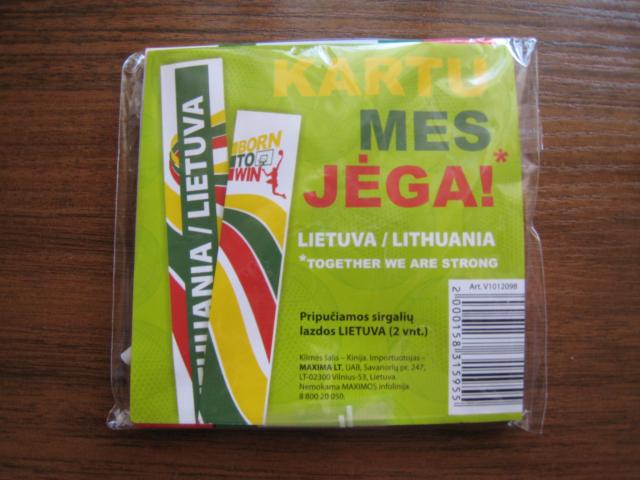 KARTU
MES
JĖGA!*
LIETUVA / LITHUANIA
*TOGETHER WE ARE STRONG
BORN
TO
WIN
LITHUANIA / LIETUVA
Art. V1012098
Pripučiamos sirgalių
lazdos LIETUVA (2 vnt.)
Kilmės šalis – Kinija. Importuotojas –
MAXIMA LT, UAB, Savanorių pr. 247,
LT-02300 Vilnius-53, Lietuva.
Nemokama MAXIMOS infolinija
8 800 20 050.
2000158315955